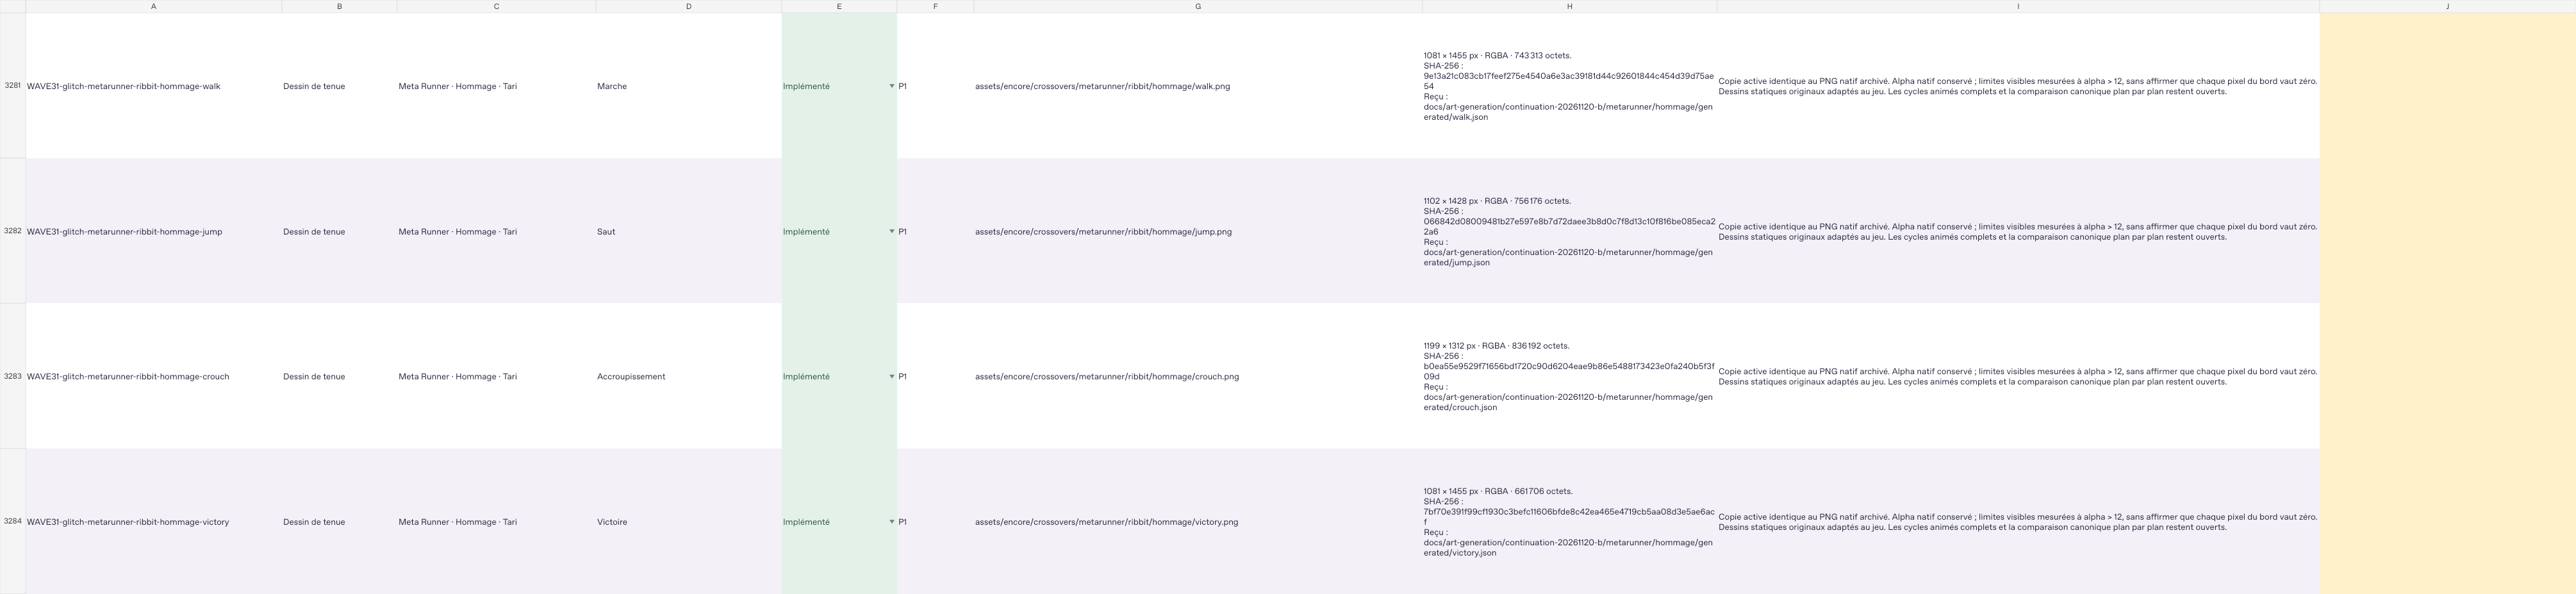 A B C D E F G H I J
3281 WAVE31-glitch-metarunner-ribbit-hommage-walk Dessin de tenue Meta Runner · Hommage · Tari Marche Implémenté P1 assets/encore/crossovers/metarunner/ribbit/hommage/walk.png
1081 × 1455 px · RGBA · 743 313 octets.
SHA-256 :
9e13a21c083cb17feef275e4540a6e3ac39181d44c92601844c454d39d75ae
54
Reçu :
docs/art-generation/continuation-20261120-b/metarunner/hommage/gen
erated/walk.json
Copie active identique au PNG natif archivé. Alpha natif conservé ; limites visibles mesurées à alpha > 12, sans affirmer que chaque pixel du bord vaut zéro.
Dessins statiques originaux adaptés au jeu. Les cycles animés complets et la comparaison canonique plan par plan restent ouverts.
3282 WAVE31-glitch-metarunner-ribbit-hommage-jump Dessin de tenue Meta Runner · Hommage · Tari Saut Implémenté P1 assets/encore/crossovers/metarunner/ribbit/hommage/jump.png
1102 × 1428 px · RGBA · 756 176 octets.
SHA-256 :
066842d08009481b27e597e8b7d72daee3b8d0c7f8d13c10f816be085eca2
2a6
Reçu :
docs/art-generation/continuation-20261120-b/metarunner/hommage/gen
erated/jump.json
Copie active identique au PNG natif archivé. Alpha natif conservé ; limites visibles mesurées à alpha > 12, sans affirmer que chaque pixel du bord vaut zéro.
Dessins statiques originaux adaptés au jeu. Les cycles animés complets et la comparaison canonique plan par plan restent ouverts.
3283 WAVE31-glitch-metarunner-ribbit-hommage-crouch Dessin de tenue Meta Runner · Hommage · Tari Accroupissement Implémenté P1 assets/encore/crossovers/metarunner/ribbit/hommage/crouch.png
1199 × 1312 px · RGBA · 836 192 octets.
SHA-256 :
b0ea55e9529f71656bd1720c90d6204eae9b86e5488173423e0fa240b5f3f
09d
Reçu :
docs/art-generation/continuation-20261120-b/metarunner/hommage/gen
erated/crouch.json
Copie active identique au PNG natif archivé. Alpha natif conservé ; limites visibles mesurées à alpha > 12, sans affirmer que chaque pixel du bord vaut zéro.
Dessins statiques originaux adaptés au jeu. Les cycles animés complets et la comparaison canonique plan par plan restent ouverts.
3284 WAVE31-glitch-metarunner-ribbit-hommage-victory Dessin de tenue Meta Runner · Hommage · Tari Victoire Implémenté P1 assets/encore/crossovers/metarunner/ribbit/hommage/victory.png
1081 × 1455 px · RGBA · 661 706 octets.
SHA-256 :
7bf70e391f99cf1930c3befc11606bfde8c42ea465e4719cb5aa08d3e5ae6ac
f
Reçu :
docs/art-generation/continuation-20261120-b/metarunner/hommage/gen
erated/victory.json
Copie active identique au PNG natif archivé. Alpha natif conservé ; limites visibles mesurées à alpha > 12, sans affirmer que chaque pixel du bord vaut zéro.
Dessins statiques originaux adaptés au jeu. Les cycles animés complets et la comparaison canonique plan par plan restent ouverts.